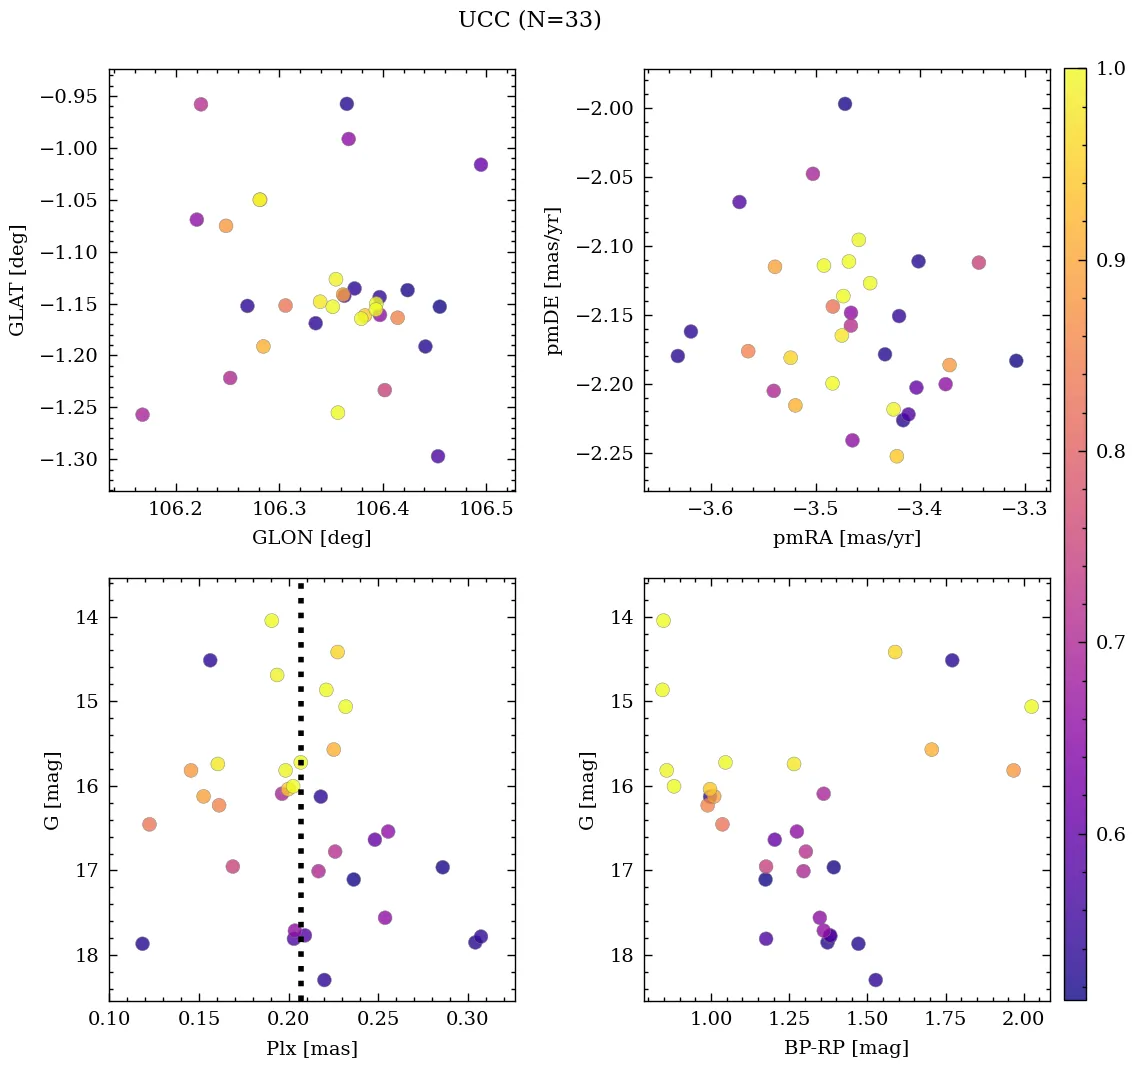 UCC (N=33)
−0.95
−1.00
−1.05
−1.10
−1.15
−1.20
−1.25
−1.30
GLAT [deg]
106.2 106.3 106.4 106.5
GLON [deg]
−2.00
−2.05
−2.10
−2.15
−2.20
−2.25
pmDE [mas/yr]
−3.6 −3.5 −3.4 −3.3
pmRA [mas/yr]
1.0
0.9
0.8
0.7
0.6
14
15
16
17
18
G [mag]
0.10 0.15 0.20 0.25 0.30
Plx [mas]
14
15
16
17
18
G [mag]
1.00 1.25 1.50 1.75 2.00
BP-RP [mag]